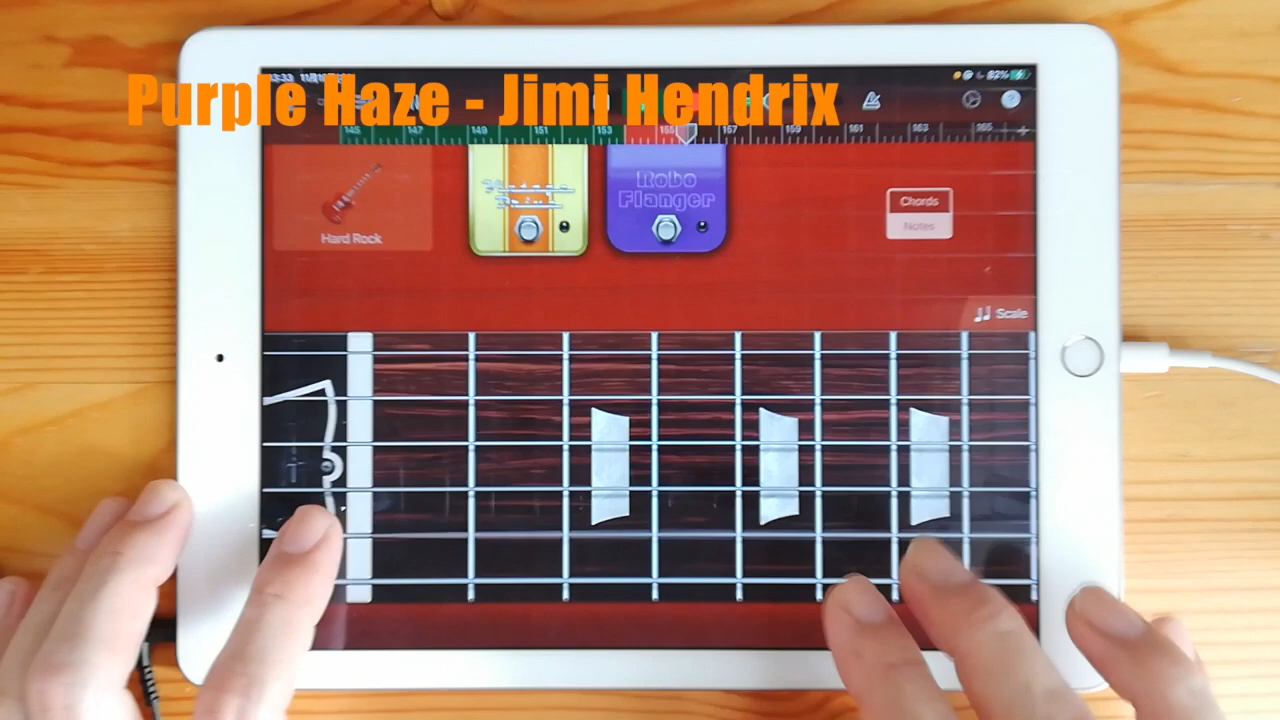 Purple Haze - Jimi Hendrix
82%
145 147 149 151 153 155 157 159 161 163 165
Robo
Flanger
Chords
Notes
Hard Rock
Scale